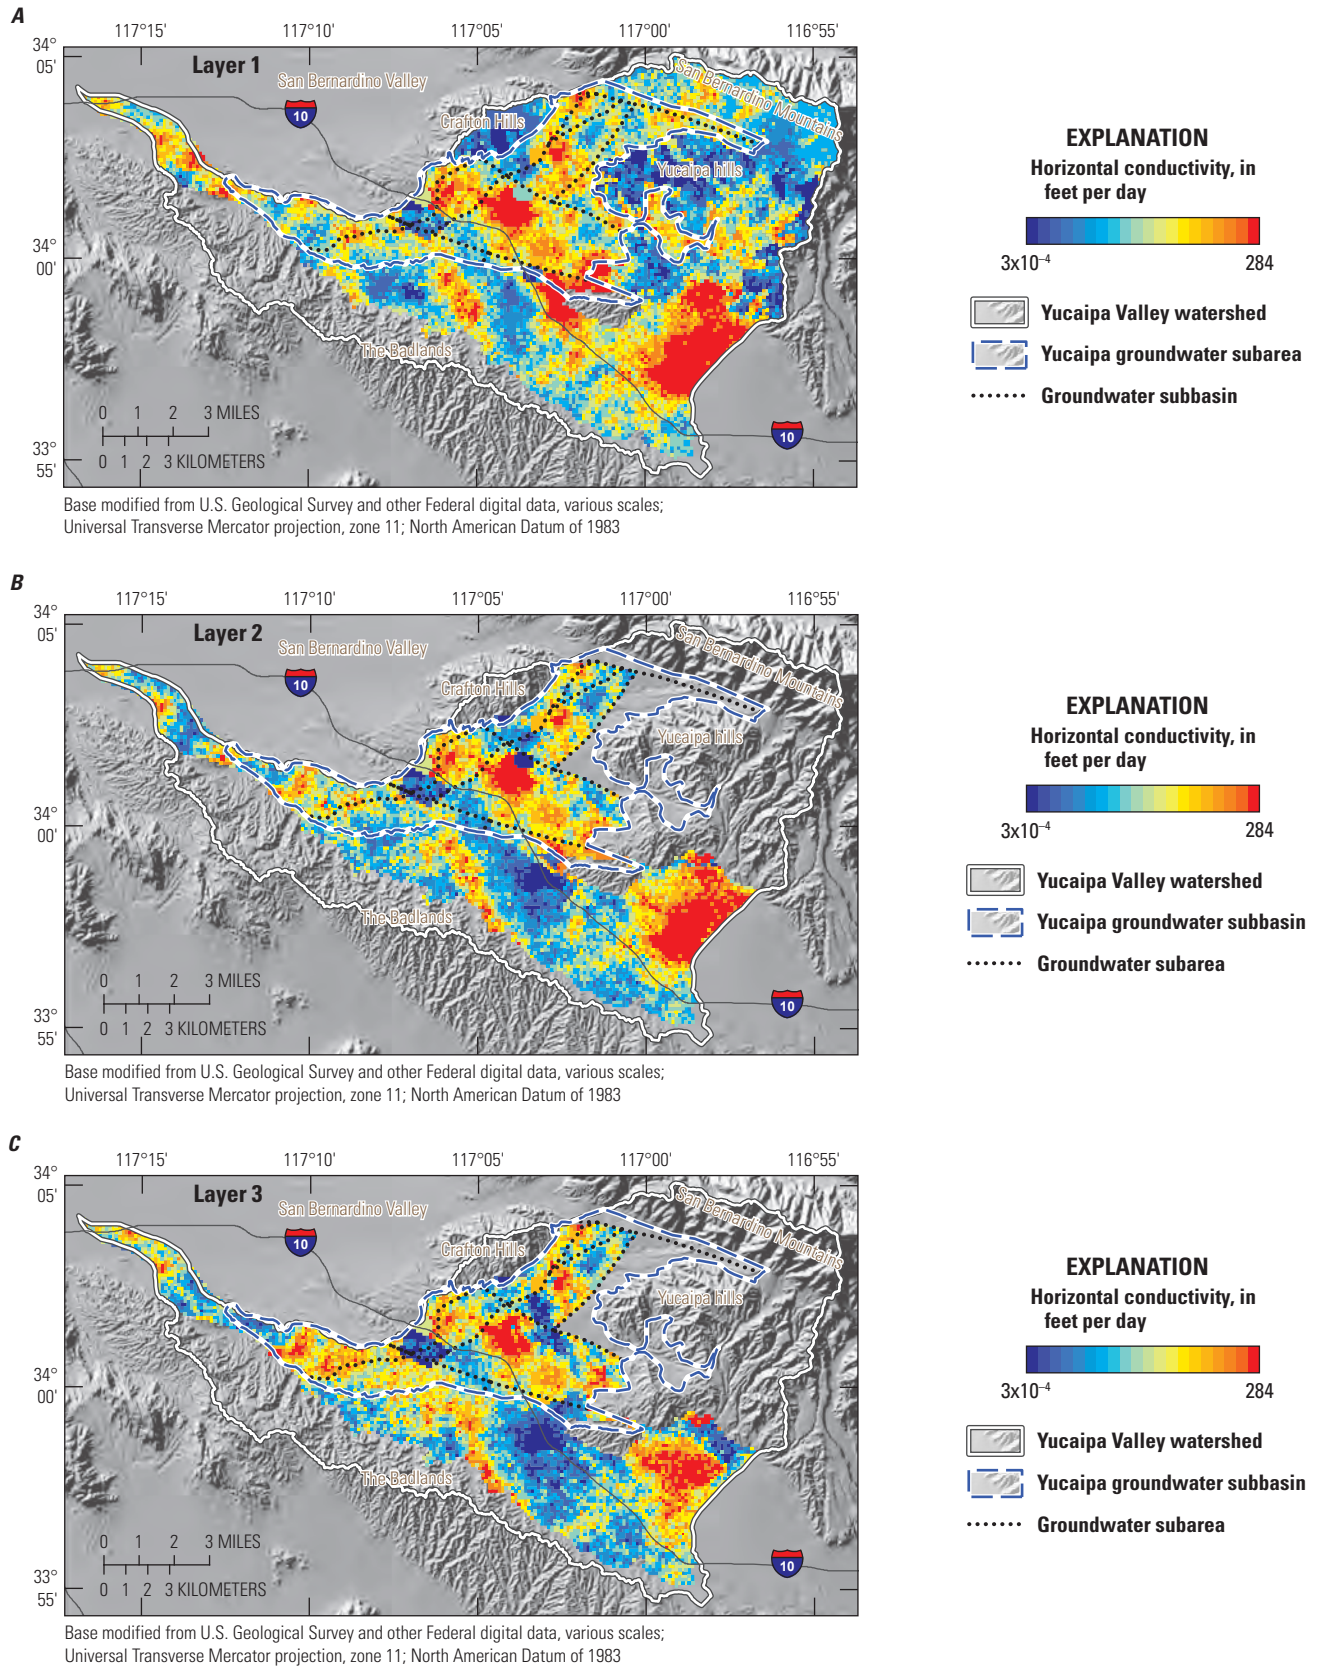 A
117°15' 117°10' 117°05' 117°00' 116°55'
34°
05'
Layer 1
San Bernardino Valley
San Bernardino Mountains
10
Crafton Hills
Yucaipa hills
34°
00'
The Badlands
0 1 2 3 MILES
0 1 2 3 KILOMETERS
10
33°
55'
Base modified from U.S. Geological Survey and other Federal digital data, various scales;
Universal Transverse Mercator projection, zone 11; North American Datum of 1983
EXPLANATION
Horizontal conductivity, in
feet per day
3x10⁻⁴ 284
Yucaipa Valley watershed
Yucaipa groundwater subarea
Groundwater subbasin
B
117°15' 117°10' 117°05' 117°00' 116°55'
34°
05'
Layer 2
San Bernardino Valley
San Bernardino Mountains
10
Crafton Hills
Yucaipa hills
34°
00'
The Badlands
0 1 2 3 MILES
0 1 2 3 KILOMETERS
10
33°
55'
Base modified from U.S. Geological Survey and other Federal digital data, various scales;
Universal Transverse Mercator projection, zone 11; North American Datum of 1983
EXPLANATION
Horizontal conductivity, in
feet per day
3x10⁻⁴ 284
Yucaipa Valley watershed
Yucaipa groundwater subbasin
Groundwater subarea
C
117°15' 117°10' 117°05' 117°00' 116°55'
34°
05'
Layer 3
San Bernardino Valley
San Bernardino Mountains
10
Crafton Hills
Yucaipa hills
34°
00'
The Badlands
0 1 2 3 MILES
0 1 2 3 KILOMETERS
10
33°
55'
Base modified from U.S. Geological Survey and other Federal digital data, various scales;
Universal Transverse Mercator projection, zone 11; North American Datum of 1983
EXPLANATION
Horizontal conductivity, in
feet per day
3x10⁻⁴ 284
Yucaipa Valley watershed
Yucaipa groundwater subbasin
Groundwater subarea